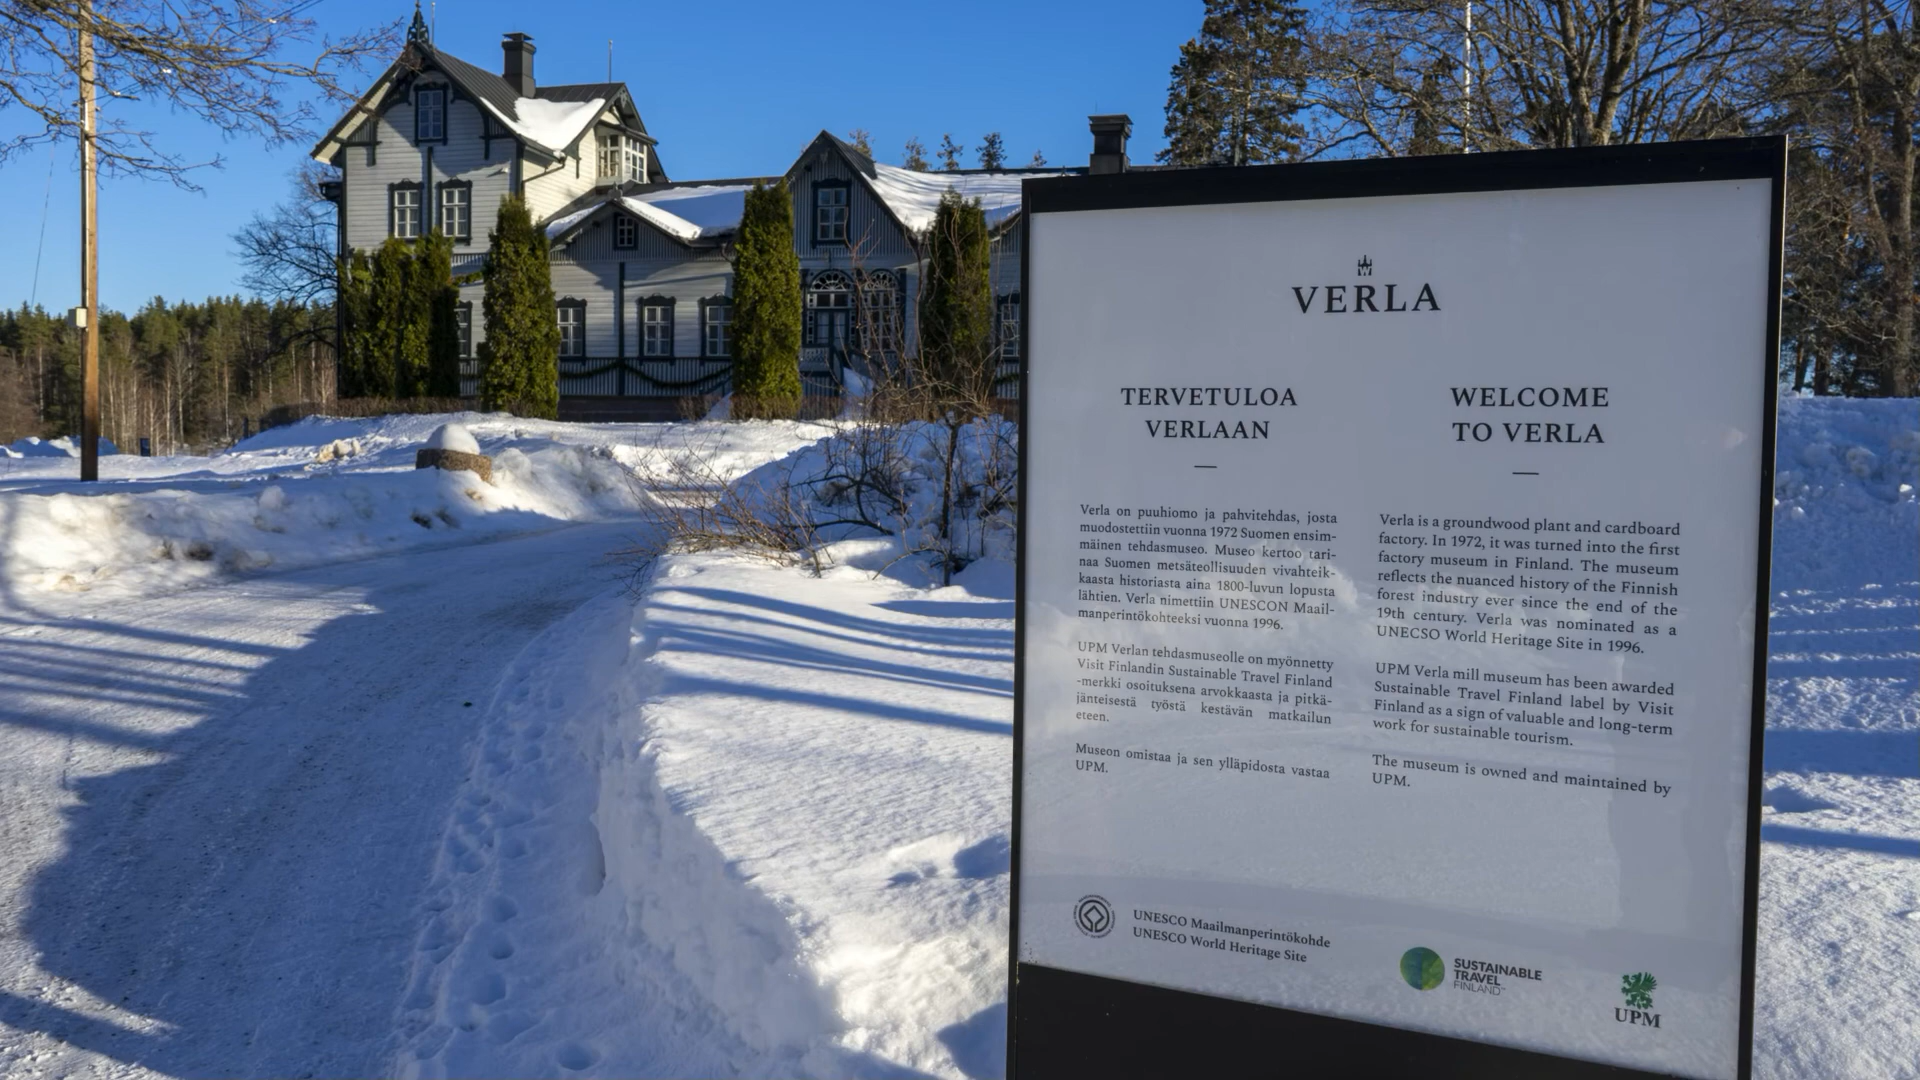 VERLA
TERVETULOA
VERLAAN
Verla on puuhiomo ja pahvitehdas, josta
muodostettiin vuonna 1972 Suomen ensim-
mäinen tehdasmuseo. Museo kertoo tari-
naa Suomen metsäteollisuuden vivahteik-
kaasta historiasta aina 1800-luvun lopusta
lähtien. Verla nimettiin UNESCON Maail-
manperintökohteeksi vuonna 1996.
UPM Verlan tehdasmuseolle on myönnetty
Visit Finlandin Sustainable Travel Finland
-merkki osoituksena arvokkaasta ja pitkä-
jänteisestä työstä kestävän matkailun
eteen.
Museon omistaa ja sen ylläpidosta vastaa
UPM.
WELCOME
TO VERLA
Verla is a groundwood plant and cardboard
factory. In 1972, it was turned into the first
factory museum in Finland. The museum
reflects the nuanced history of the Finnish
forest industry ever since the end of the
19th century. Verla was nominated as a
UNECSO World Heritage Site in 1996.
UPM Verla mill museum has been awarded
Sustainable Travel Finland label by Visit
Finland as a sign of valuable and long-term
work for sustainable tourism.
The museum is owned and maintained by
UPM.
UNESCO Maailmanperintökohde
UNESCO World Heritage Site
SUSTAINABLE
TRAVEL
FINLAND
UPM